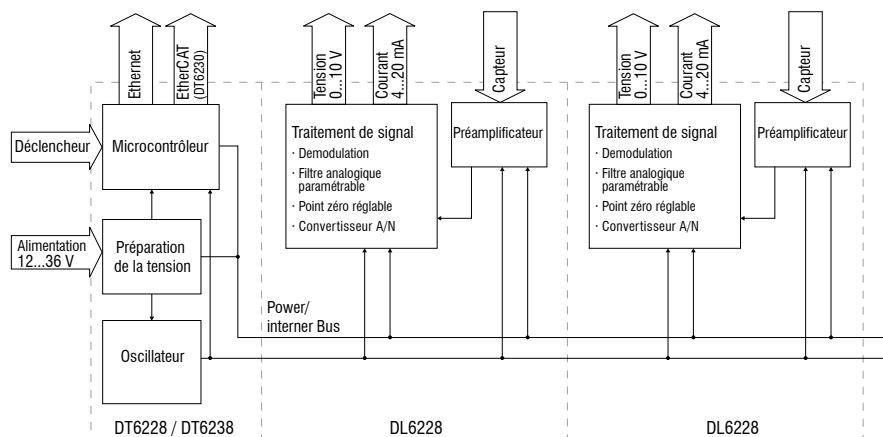 Ethernet
EtherCAT
(DT6230)
Tension
0...10 V
Courant
4...20 mA
Capteur
Tension
0...10 V
Courant
4...20 mA
Capteur
Déclencheur
Microcontrôleur
Traitement de signal
· Demodulation
· Filtre analogique
paramétrable
· Point zéro réglable
· Convertisseur A/N
Préamplificateur
Traitement de signal
· Demodulation
· Filtre analogique
paramétrable
· Point zéro réglable
· Convertisseur A/N
Préamplificateur
Alimentation
12...36 V
Préparation
de la tension
Power/
interner Bus
Oscillateur
DT6228 / DT6238
DL6228
DL6228